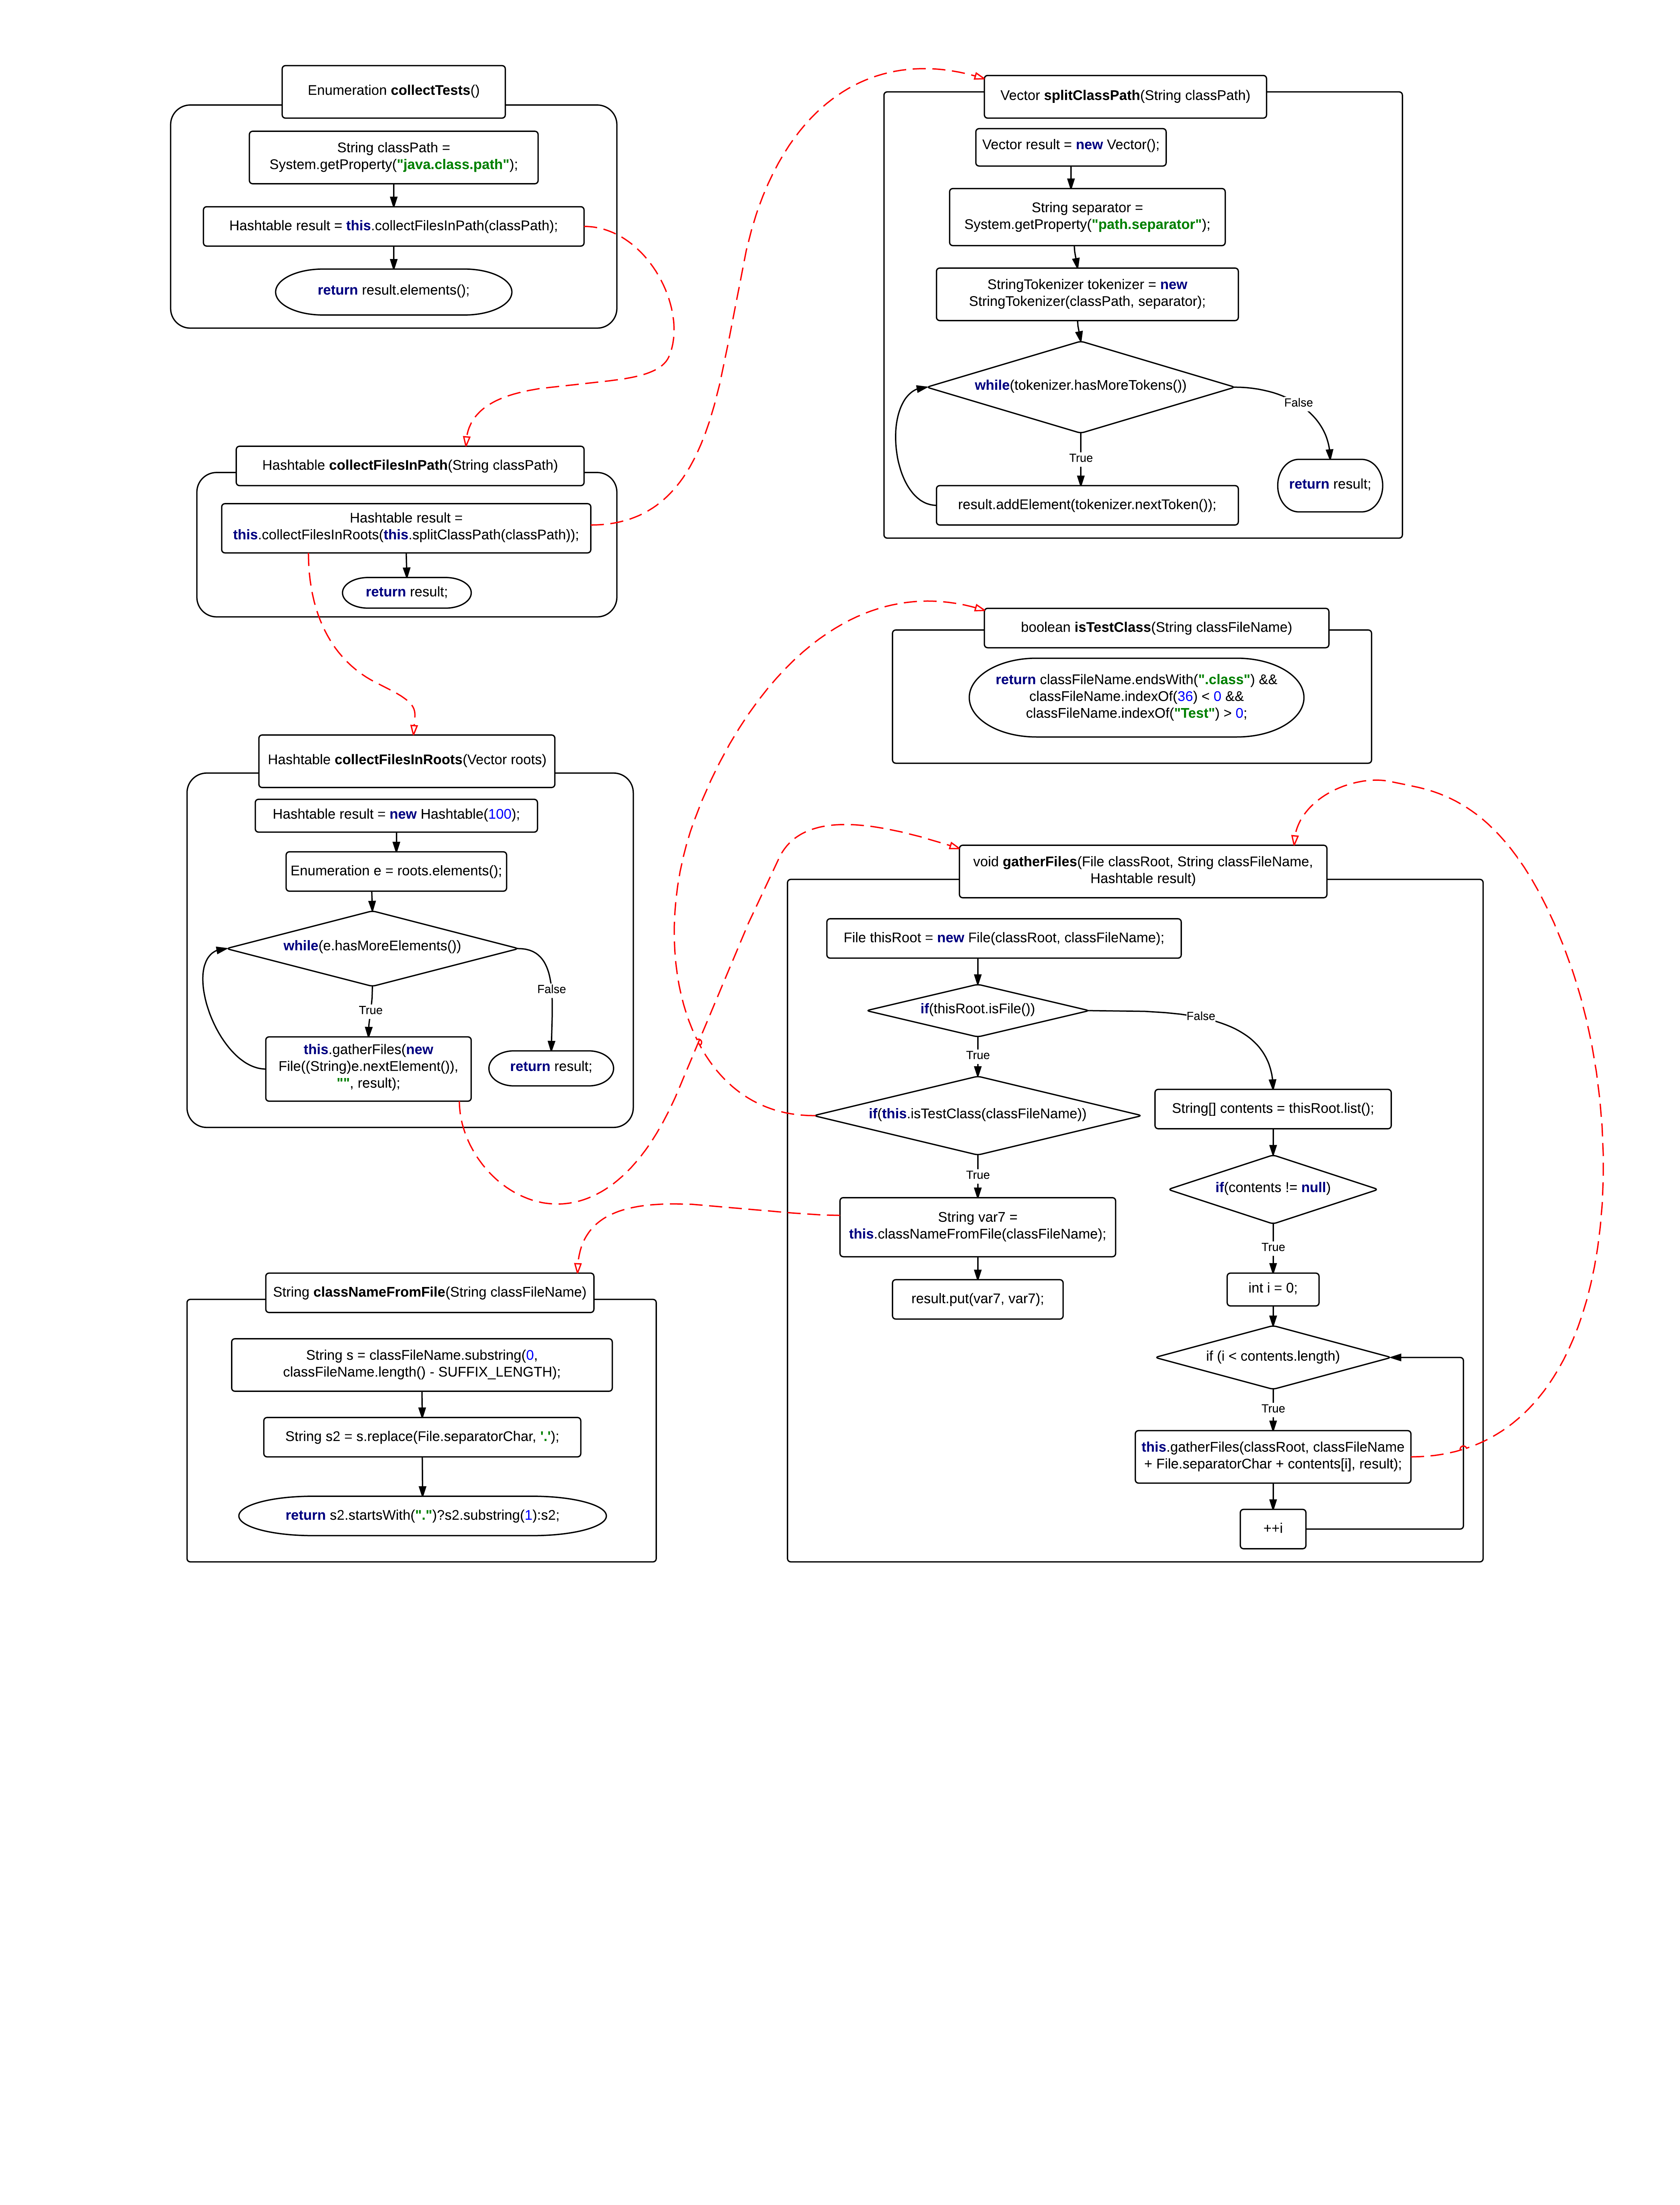 Enumeration collectTests()
String classPath =
System.getProperty("java.class.path");
Hashtable result = this.collectFilesInPath(classPath);
return result.elements();
Hashtable collectFilesInPath(String classPath)
Hashtable result =
this.collectFilesInRoots(this.splitClassPath(classPath));
return result;
Hashtable collectFilesInRoots(Vector roots)
Hashtable result = new Hashtable(100);
Enumeration e = roots.elements();
while(e.hasMoreElements())
False
True
this.gatherFiles(new
File((String)e.nextElement()),
"", result);
return result;
String classNameFromFile(String classFileName)
String s = classFileName.substring(0,
classFileName.length() - SUFFIX_LENGTH);
String s2 = s.replace(File.separatorChar, '.');
return s2.startsWith(".")?s2.substring(1):s2;
Vector splitClassPath(String classPath)
Vector result = new Vector();
String separator =
System.getProperty("path.separator");
StringTokenizer tokenizer = new
StringTokenizer(classPath, separator);
while(tokenizer.hasMoreTokens())
False
True
return result;
result.addElement(tokenizer.nextToken());
boolean isTestClass(String classFileName)
return classFileName.endsWith(".class") &&
classFileName.indexOf(36) < 0 &&
classFileName.indexOf("Test") > 0;
void gatherFiles(File classRoot, String classFileName,
Hashtable result)
File thisRoot = new File(classRoot, classFileName);
if(thisRoot.isFile())
False
True
if(this.isTestClass(classFileName))
True
String var7 =
this.classNameFromFile(classFileName);
result.put(var7, var7);
String[] contents = thisRoot.list();
if(contents != null)
True
int i = 0;
if (i < contents.length)
True
this.gatherFiles(classRoot, classFileName
+ File.separatorChar + contents[i], result);
++i